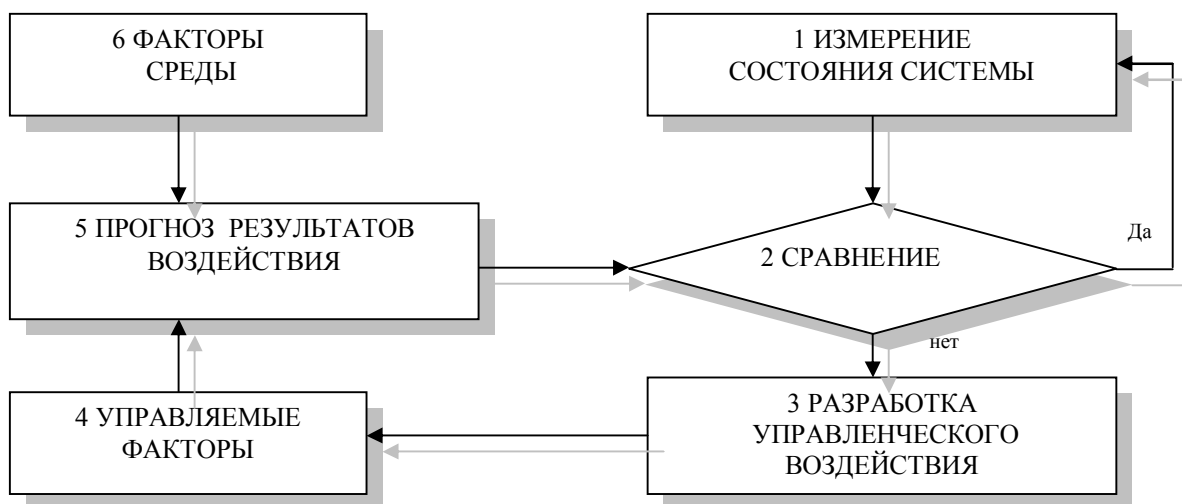 6 ФАКТОРЫ
СРЕДЫ
1 ИЗМЕРЕНИЕ
СОСТОЯНИЯ СИСТЕМЫ
5 ПРОГНОЗ РЕЗУЛЬТАТОВ
ВОЗДЕЙСТВИЯ
2 СРАВНЕНИЕ
Да
нет
4 УПРАВЛЯЕМЫЕ
ФАКТОРЫ
3 РАЗРАБОТКА
УПРАВЛЕНЧЕСКОГО
ВОЗДЕЙСТВИЯ